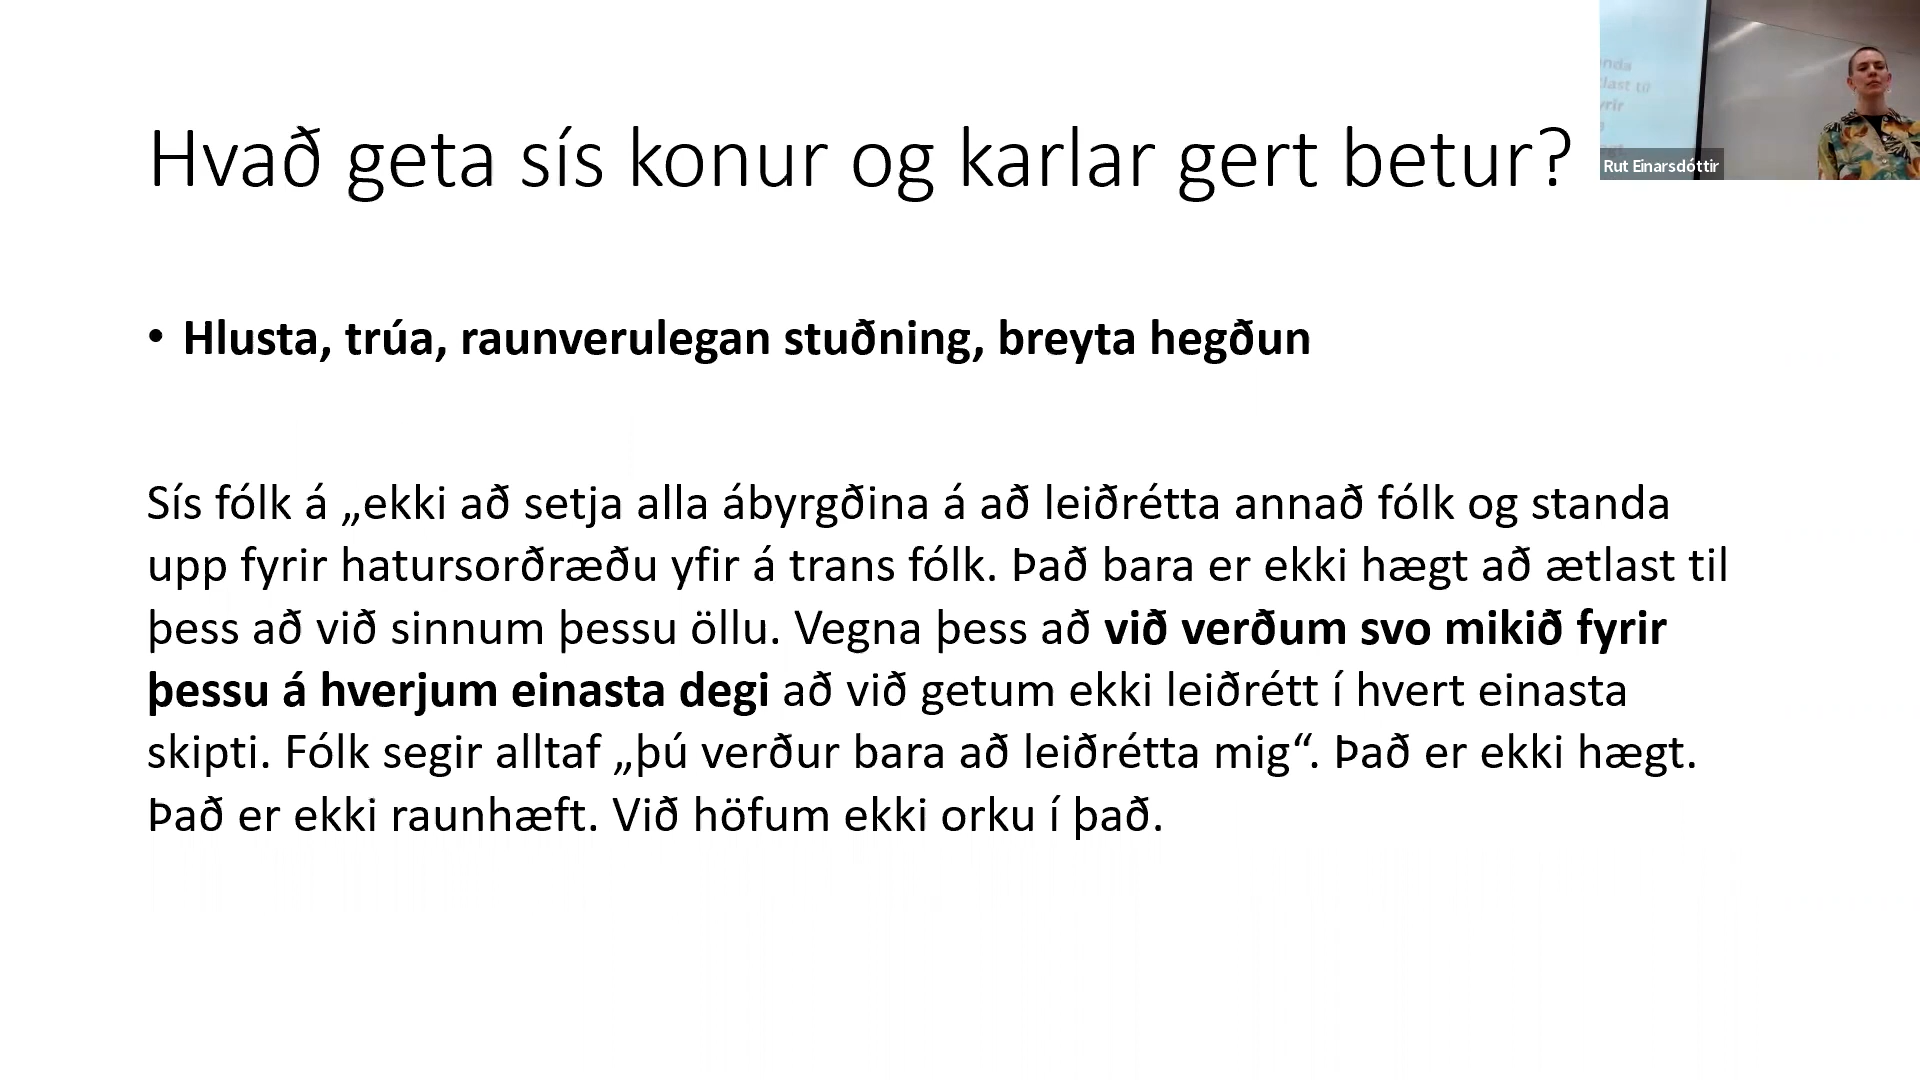 Hvað geta sís konur og karlar gert betur?
• Hlusta, trúa, raunverulegan stuðning, breyta hegðun
Sís fólk á „ekki að setja alla ábyrgðina á að leiðrétta annað fólk og standa
upp fyrir hatursorðræðu yfir á trans fólk. Það bara er ekki hægt að ætlast til
þess að við sinnum þessu öllu. Vegna þess að við verðum svo mikið fyrir
þessu á hverjum einasta degi að við getum ekki leiðrétt í hvert einasta
skipti. Fólk segir alltaf „þú verður bara að leiðrétta mig“. Það er ekki hægt.
Það er ekki raunhæft. Við höfum ekki orku í það.
nda
tlast til
yrir
Rut Einarsdóttir